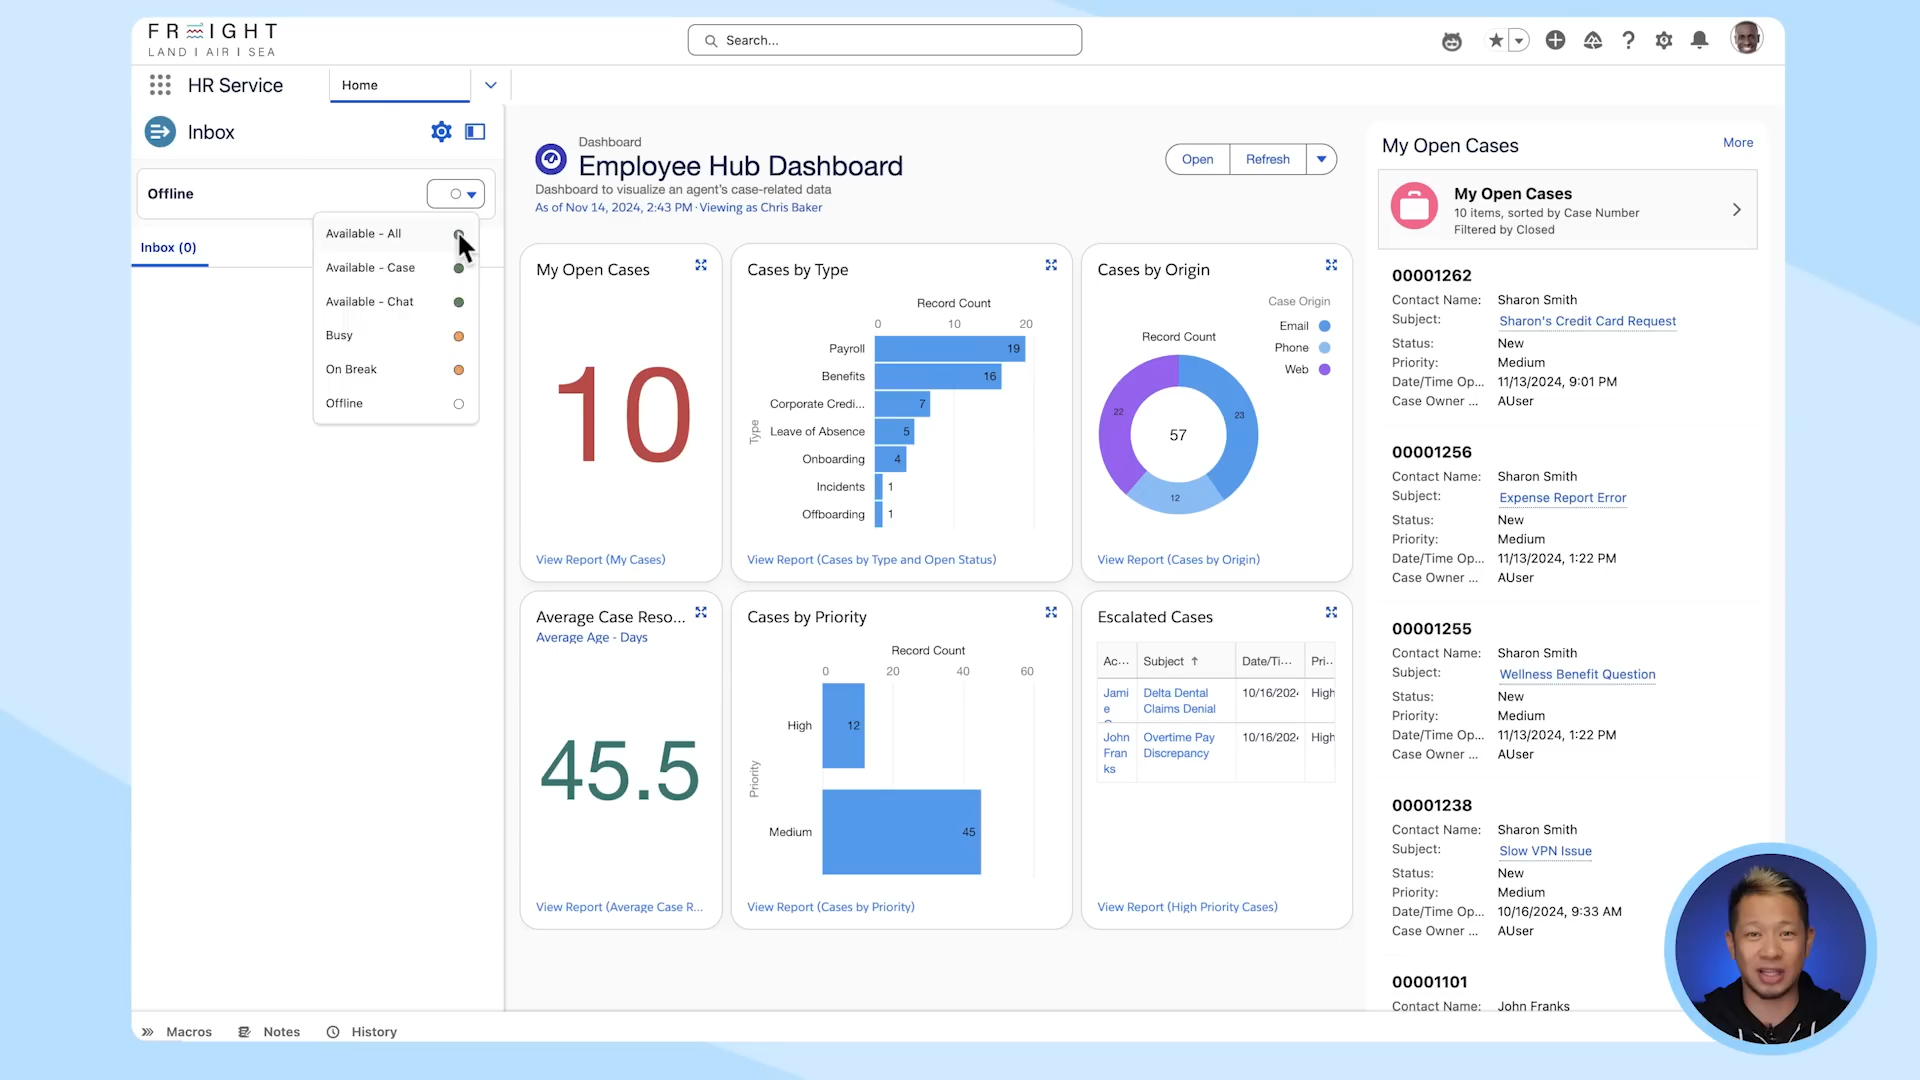 FREIGHT
LAND | AIR | SEA
Search...
HR Service
Home
Inbox
Offline
Inbox (0)
Available - All
Available - Case
Available - Chat
Busy
On Break
Offline
Dashboard
Employee Hub Dashboard
Dashboard to visualize an agent's case-related data
As of Nov 14, 2024, 2:43 PM·Viewing as Chris Baker
Open
Refresh
My Open Cases
10
View Report (My Cases)
Cases by Type
Record Count
0 10 20
Type
Payroll 19
Benefits 16
Corporate Credi... 7
Leave of Absence 5
Onboarding 4
Incidents 1
Offboarding 1
View Report (Cases by Type and Open Status)
Cases by Origin
Case Origin
Email
Phone
Web
Record Count
22
23
57
12
View Report (Cases by Origin)
Average Case Reso...
Average Age - Days
45.5
View Report (Average Case R...
Cases by Priority
Record Count
0 20 40 60
Priority
High 12
Medium 45
View Report (Cases by Priority)
Escalated Cases
Ac... Subject ↑ Date/Ti... Pri...
Jami
e
Delta Dental
Claims Denial
10/16/202
High
John
Fran
ks
Overtime Pay
Discrepancy
10/16/202
High
View Report (High Priority Cases)
My Open Cases
More
My Open Cases
10 items, sorted by Case Number
Filtered by Closed
00001262
Contact Name: Sharon Smith
Subject: Sharon's Credit Card Request
Status: New
Priority: Medium
Date/Time Op... 11/13/2024, 9:01 PM
Case Owner ... AUser
00001256
Contact Name: Sharon Smith
Subject: Expense Report Error
Status: New
Priority: Medium
Date/Time Op... 11/13/2024, 1:22 PM
Case Owner ... AUser
00001255
Contact Name: Sharon Smith
Subject: Wellness Benefit Question
Status: New
Priority: Medium
Date/Time Op... 11/13/2024, 1:22 PM
Case Owner ... AUser
00001238
Contact Name: Sharon Smith
Subject: Slow VPN Issue
Status: New
Priority: Medium
Date/Time Op... 10/16/2024, 9:33 AM
Case Owner ... AUser
00001101
Contact Name: John Franks
Macros
Notes
History